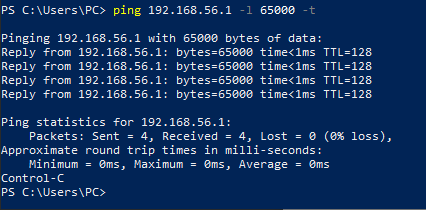 PS C:\Users\PC> ping 192.168.56.1 -l 65000 -t
Pinging 192.168.56.1 with 65000 bytes of data:
Reply from 192.168.56.1: bytes=65000 time<1ms TTL=128
Reply from 192.168.56.1: bytes=65000 time<1ms TTL=128
Reply from 192.168.56.1: bytes=65000 time<1ms TTL=128
Reply from 192.168.56.1: bytes=65000 time<1ms TTL=128
Ping statistics for 192.168.56.1:
Packets: Sent = 4, Received = 4, Lost = 0 (0% loss),
Approximate round trip times in milli-seconds:
Minimum = 0ms, Maximum = 0ms, Average = 0ms
Control-C
PS C:\Users\PC>